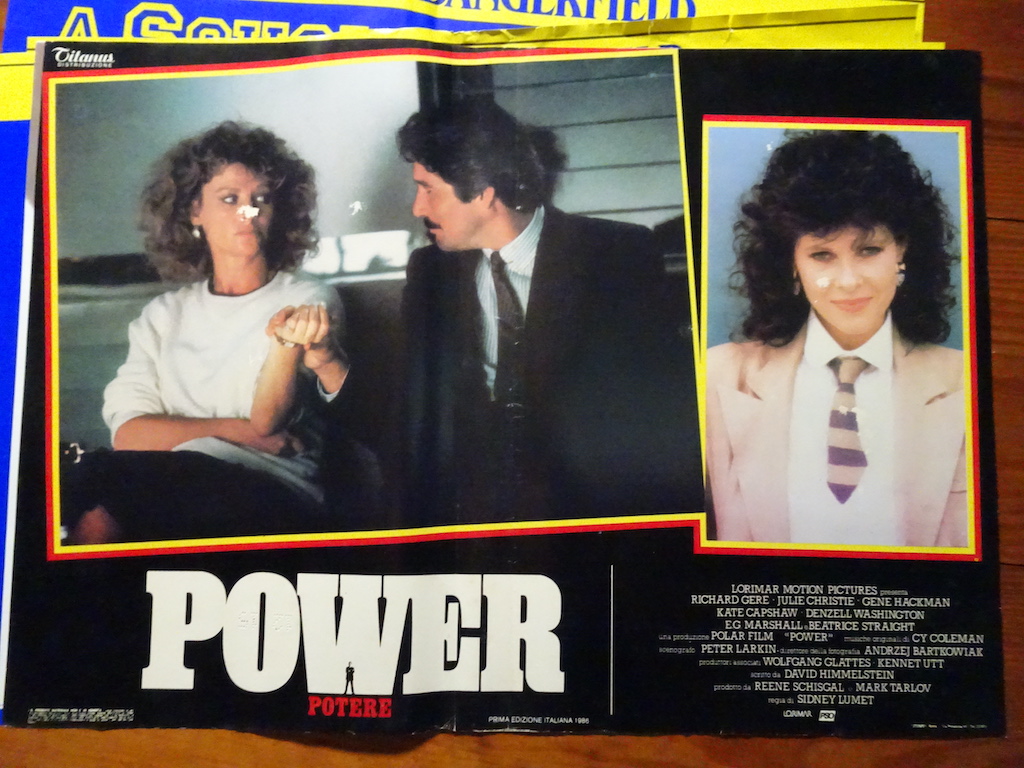 DANGERFIELD
A SCUO
Titanus
DISTRIBUZIONE
POWER
POTERE
PRIMA EDIZIONE ITALIANA 1986
LORIMAR MOTION PICTURES presenta
RICHARD GERE · JULIE CHRISTIE · GENE HACKMAN
KATE CAPSHAW · DENZELL WASHINGTON
E.G. MARSHALL e BEATRICE STRAIGHT
una produzione POLAR FILM "POWER" musiche originali di CY COLEMAN
scenografo PETER LARKIN · direttore della fotografia ANDRZEJ BARTKOWIAK
produttori associati WOLFGANG GLATTES · KENNET UTT
scritto da DAVID HIMMELSTEIN
prodotto da REENE SCHISGAL e MARK TARLOV
regia di SIDNEY LUMET
LORIMAR PSO